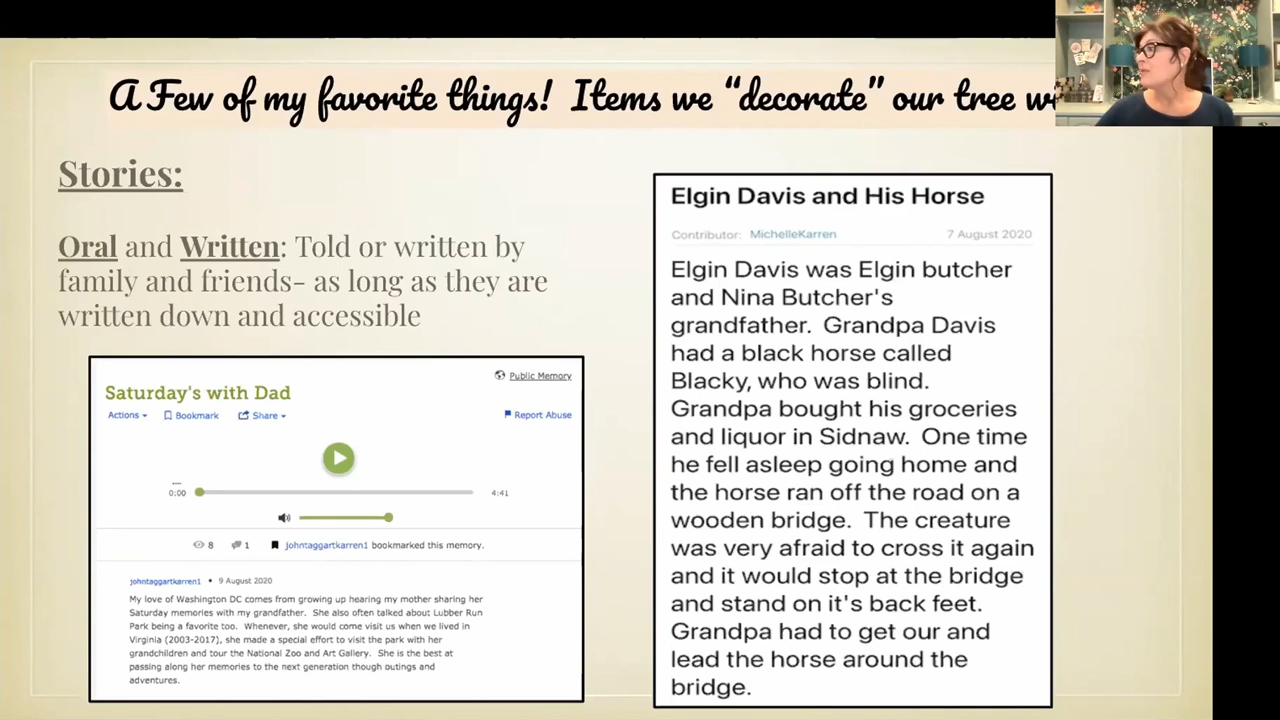 A Few of my favorite things! Items we “decorate” our tree
Stories:
Oral and Written: Told or written by
family and friends- as long as they are
written down and accessible
Public Memory
Saturday's with Dad
Actions Bookmark Share Report Abuse
0:00 4:41
8 1 johntaggartkarren1 bookmarked this memory.
johntaggartkarren1 • 9 August 2020
My love of Washington DC comes from growing up hearing my mother sharing her
Saturday memories with my grandfather. She also often talked about Lubber Run
Park being a favorite too. Whenever, she would come visit us when we lived in
Virginia (2003-2017), she made a special effort to visit the park with her
grandchildren and tour the National Zoo and Art Gallery. She is the best at
passing along her memories to the next generation though outings and
adventures.
Elgin Davis and His Horse
Contributor: MichelleKarren 7 August 2020
Elgin Davis was Elgin butcher
and Nina Butcher's
grandfather. Grandpa Davis
had a black horse called
Blacky, who was blind.
Grandpa bought his groceries
and liquor in Sidnaw. One time
he fell asleep going home and
the horse ran off the road on a
wooden bridge. The creature
was very afraid to cross it again
and it would stop at the bridge
and stand on it's back feet.
Grandpa had to get our and
lead the horse around the
bridge.